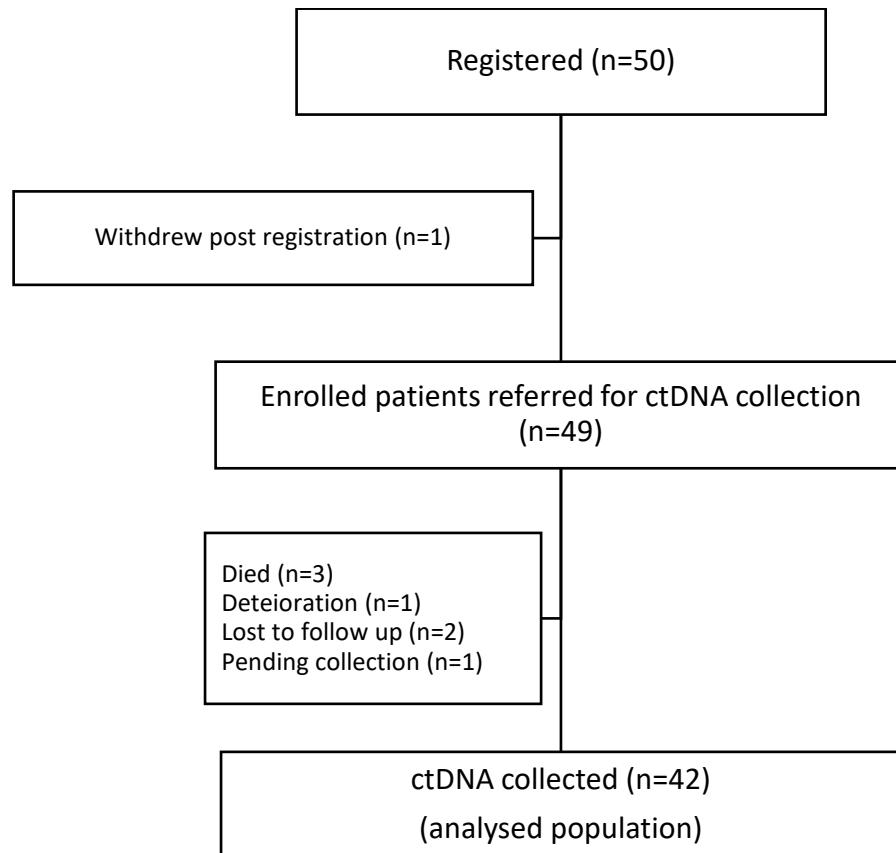 Registered (n=50)
Withdrew post registration (n=1)
Enrolled patients referred for ctDNA collection
(n=49)
Died (n=3)
Deteioration (n=1)
Lost to follow up (n=2)
Pending collection (n=1)
ctDNA collected (n=42)
(analysed population)